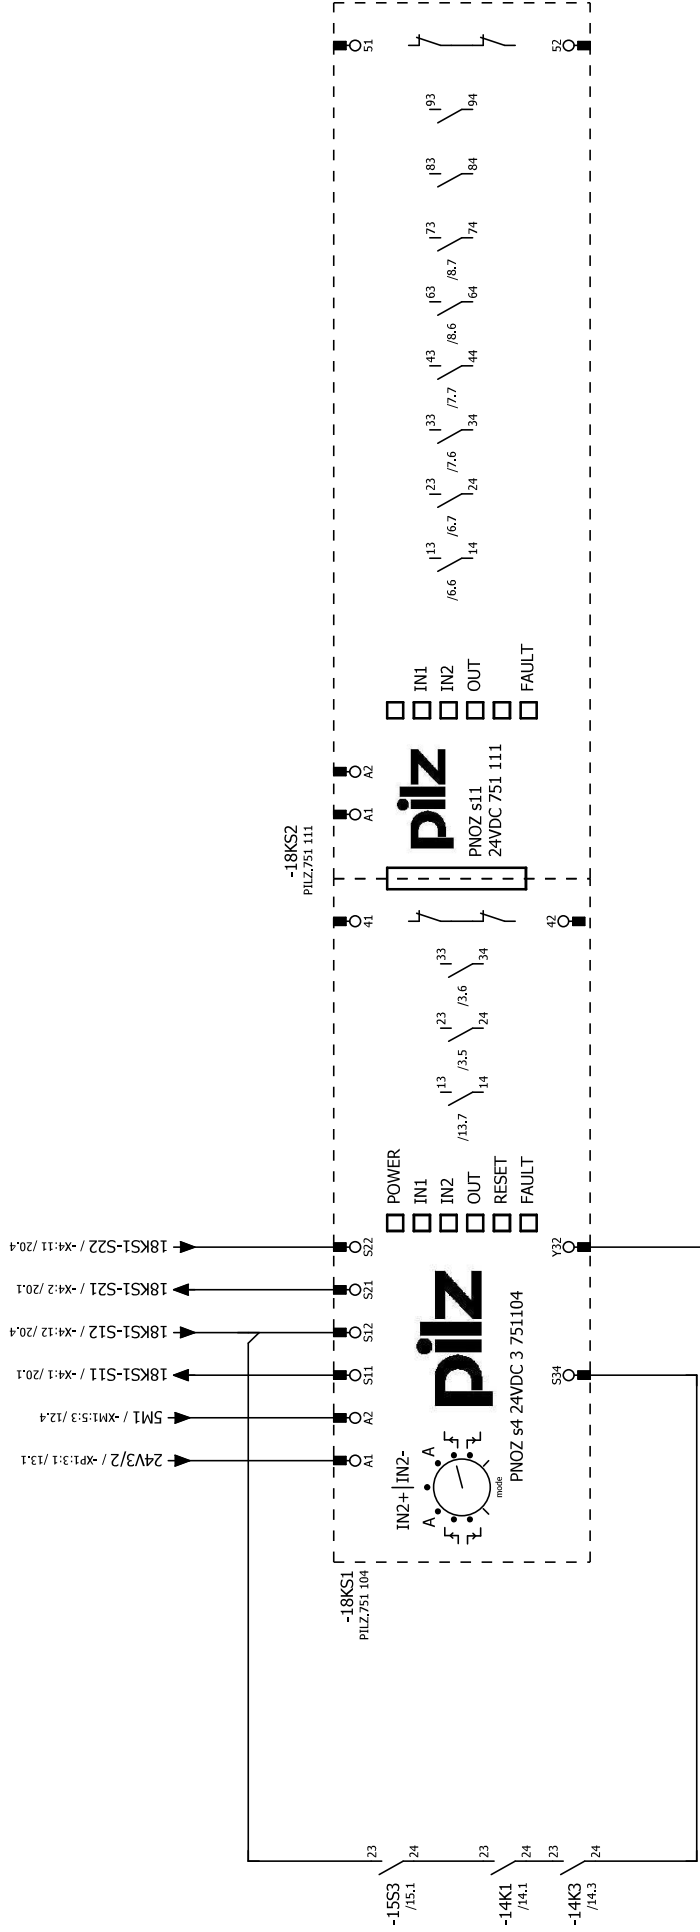 51
52
93
94
83
84
73
74
/8.7
63
64
/8.6
43
44
/7.7
33
34
/7.6
23
24
/6.7
13
14
/6.6
IN1
IN2
OUT
FAULT
A2
A1
pilz
PNOZ s11
24VDC 751 111
-18KS2
PILZ.751 111
41
42
33
34
/3.6
23
24
/3.5
13
14
/13.7
POWER
IN1
IN2
OUT
RESET
FAULT
18KS1-S22 / -X4:11 /20.4
18KS1-S21 / -X4:2 /20.1
18KS1-S12 / -X4:12 /20.4
18KS1-S11 / -X4:1 /20.1
5M1 / -XM1:5:3 /12.4
24V3/2 / -XP1:3:1 /13.1
S22
S21
S12
S11
A2
A1
Y32
S34
pilz
PNOZ s4 24VDC 3 751104
IN2+|IN2-
A
A
mode
-18KS1
PILZ.751 104
23
24
-15S3
/15.1
23
24
-14K1
/14.1
23
24
-14K3
/14.3